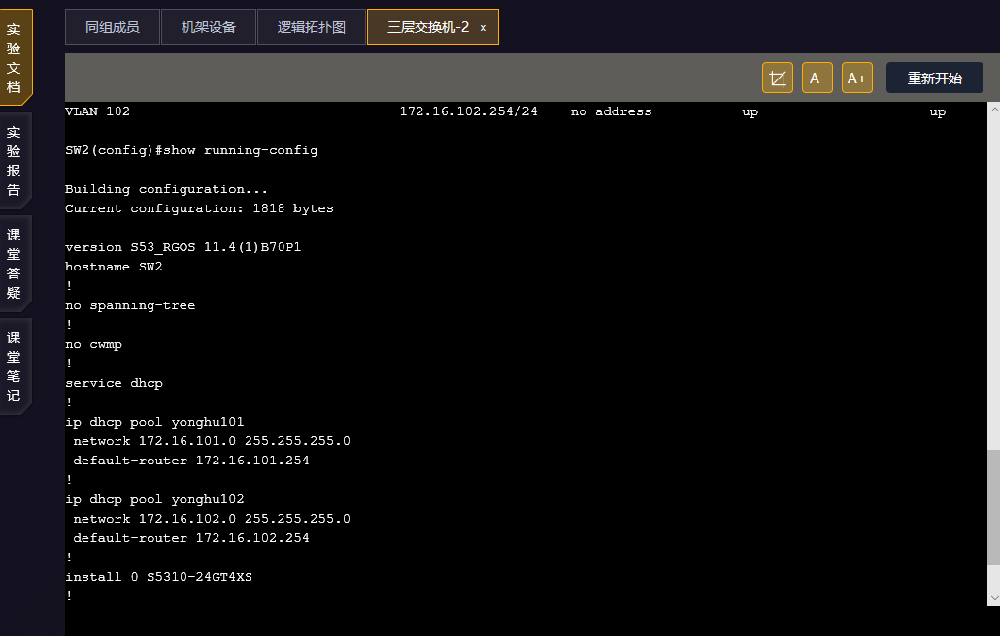 同组成员 机架设备 逻辑拓扑图 三层交换机-2 ×
实验文档
实验报告
课堂答疑
课堂笔记
A- A+ 重新开始
VLAN 102 172.16.102.254/24 no address up up
SW2(config)#show running-config
Building configuration...
Current configuration: 1818 bytes
version S53_RGOS 11.4(1)B70P1
hostname SW2
!
no spanning-tree
!
no cwmp
!
service dhcp
!
ip dhcp pool yonghu101
network 172.16.101.0 255.255.255.0
default-router 172.16.101.254
!
ip dhcp pool yonghu102
network 172.16.102.0 255.255.255.0
default-router 172.16.102.254
!
install 0 S5310-24GT4XS
!